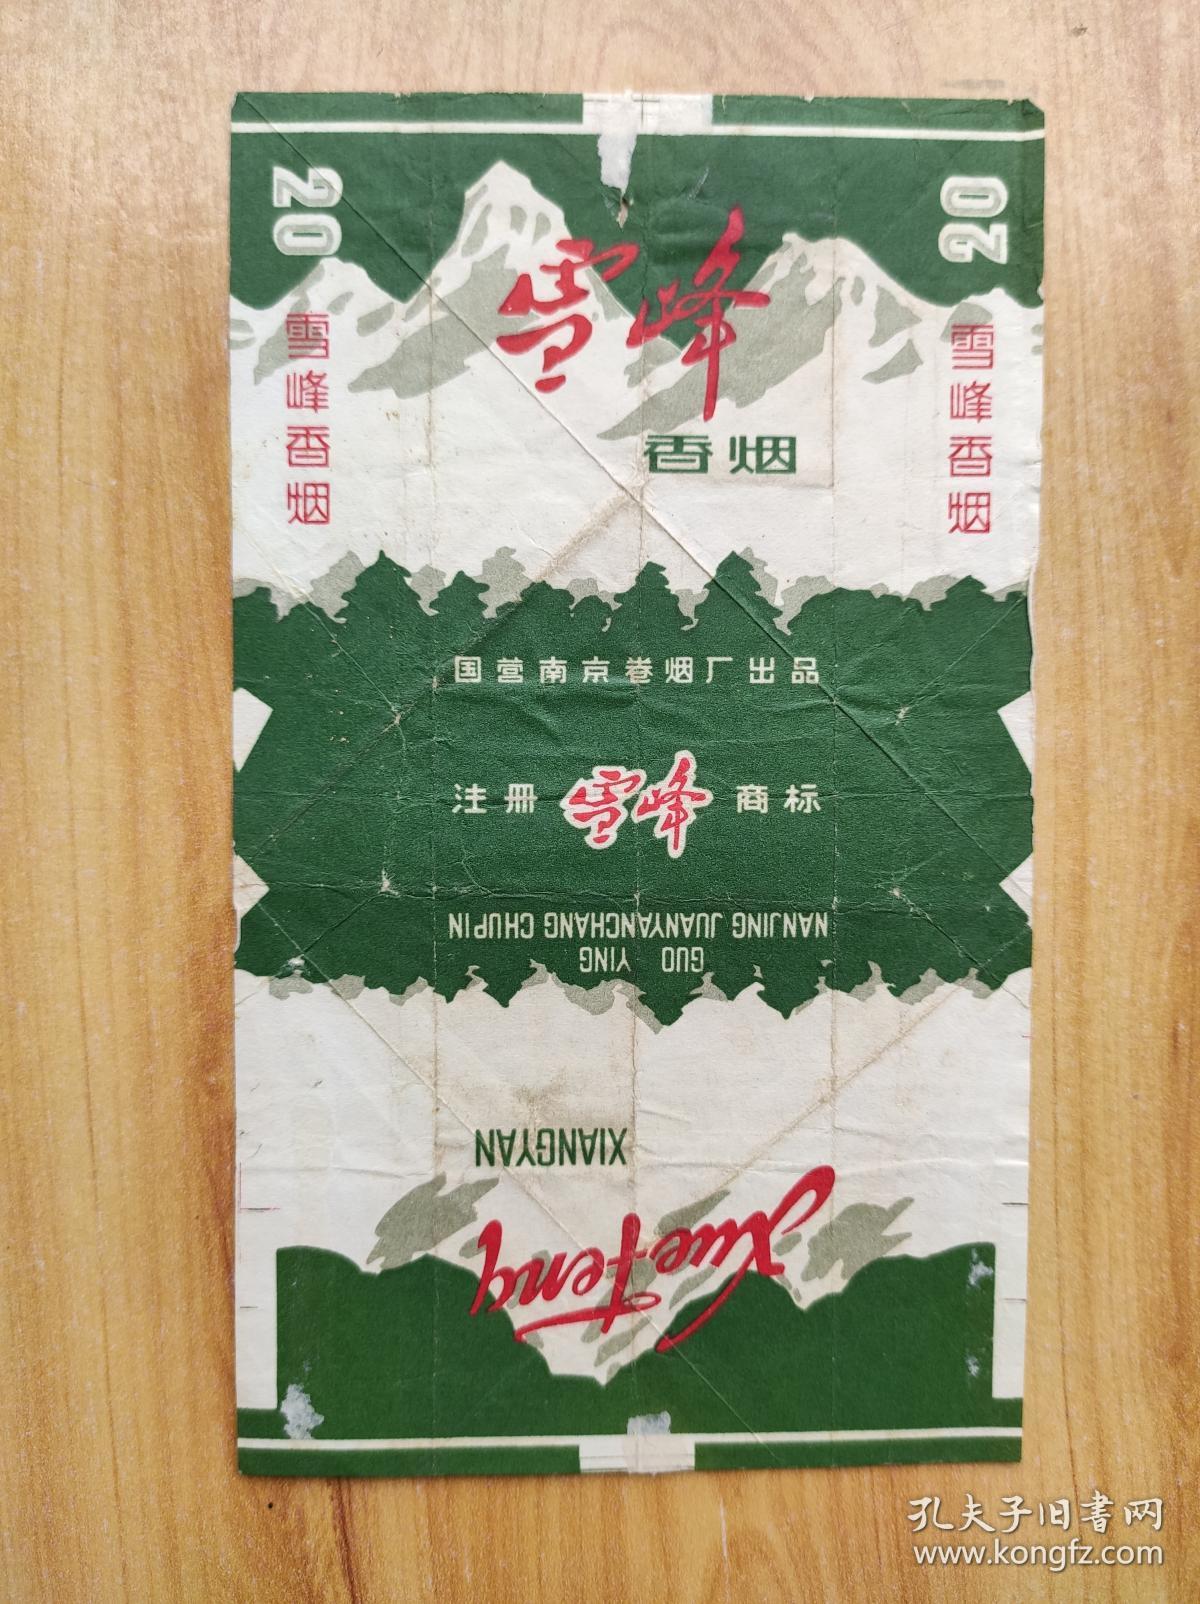 20
20
雪峰
雪峰香烟
雪峰香烟
香烟
国营南京卷烟厂出品
注册 雪峰 商标
GUO YING
NANJING JUANYANCHANG CHUPIN
Xuefeng
XIANGYAN
孔夫子旧书网
www.kongfz.com